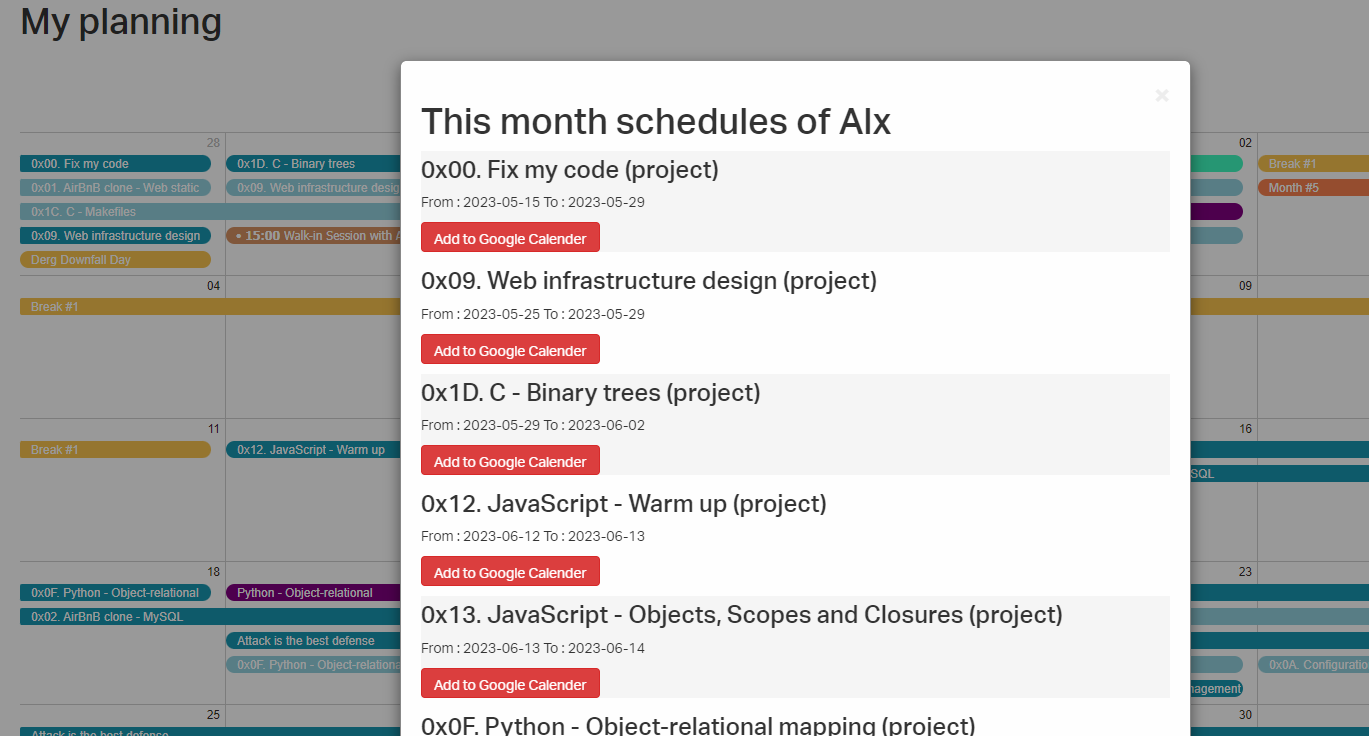 My planning
28
0x00. Fix my code
0x1D. C - Binary trees
0x01. AirBnB clone - Web static
0x09. Web infrastructure desig
0x1C. C - Makefiles
0x09. Web infrastructure design
• 15:00 Walk-in Session with A
Derg Downfall Day
02
Break #1
Month #5
04
Break #1
09
11
Break #1
0x12. JavaScript - Warm up
16
SQL
18
0x0F. Python - Object-relational
Python - Object-relational
0x02. AirBnB clone - MySQL
Attack is the best defense
0x0F. Python - Object-relationa
23
0x0A. Configuratio
nagement
25
Attack is the best defense
30
×
This month schedules of Alx
0x00. Fix my code (project)
From : 2023-05-15 To : 2023-05-29
Add to Google Calender
0x09. Web infrastructure design (project)
From : 2023-05-25 To : 2023-05-29
Add to Google Calender
0x1D. C - Binary trees (project)
From : 2023-05-29 To : 2023-06-02
Add to Google Calender
0x12. JavaScript - Warm up (project)
From : 2023-06-12 To : 2023-06-13
Add to Google Calender
0x13. JavaScript - Objects, Scopes and Closures (project)
From : 2023-06-13 To : 2023-06-14
Add to Google Calender
0x0F. Python - Object-relational mapping (project)